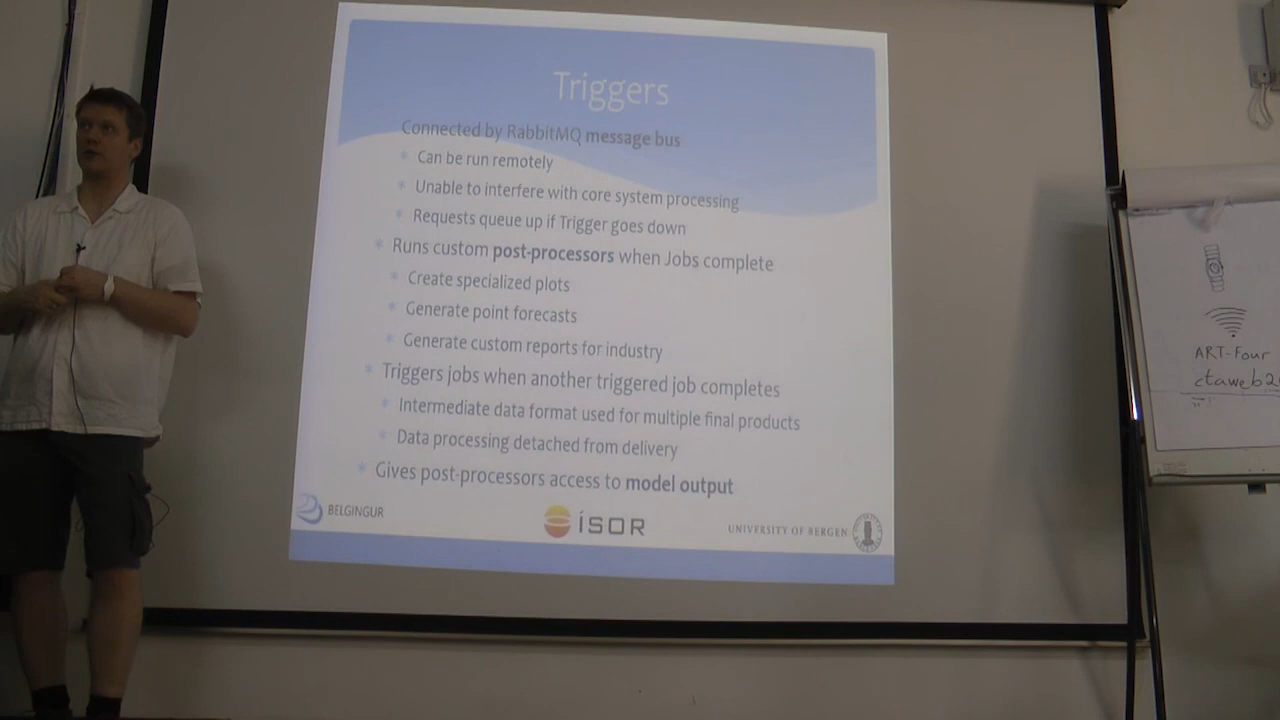 Triggers
Connected by RabbitMQ message bus
Can be run remotely
Unable to interfere with core system processing
Requests queue up if Trigger goes down
Runs custom post-processors when Jobs complete
Create specialized plots
Generate point forecasts
Generate custom reports for industry
Triggers jobs when another triggered job completes
Intermediate data format used for multiple final products
Data processing detached from delivery
Gives post-processors access to model output
BELGINGUR
ÍSOR
UNIVERSITY OF BERGEN
ART-Four